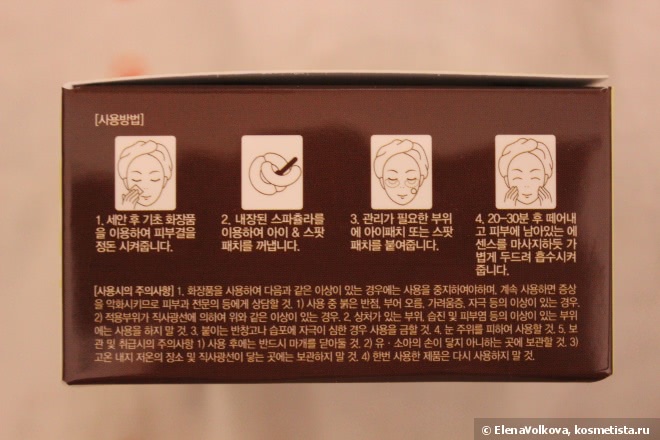 [사용방법]
1. 세안 후 기초 화장품
을 이용하여 피부결을
정돈 시켜줍니다.
2. 내장된 스파츌라를
이용하여 아이 & 스팟
패치를 꺼냅니다.
3. 관리가 필요한 부위
에 아이패치 또는 스팟
패치를 붙여줍니다.
4. 20~30분 후 떼어내
고 피부에 남아있는 에
센스를 마사지하듯 가
볍게 두드려 흡수시켜
줍니다.
[사용시의 주의사항] 1. 화장품을 사용하여 다음과 같은 이상이 있는 경우에는 사용을 중지하여야하며, 계속 사용하면 증상
을 악화시키므로 피부과 전문의 등에게 상담할 것. 1) 사용 중 붉은 반점, 부어 오름, 가려움증, 자극 등의 이상이 있는 경우.
2) 적용부위가 직사광선에 의하여 위와 같은 이상이 있는 경우. 2. 상처가 있는 부위, 습진 및 피부염 등의 이상이 있는 부위
에는 사용을 하지 말 것. 3. 붙이는 반창고나 습포에 자극이 심한 경우 사용을 금할 것. 4. 눈 주위를 피하여 사용할 것. 5. 보
관 및 취급시의 주의사항 1) 사용 후에는 반드시 마개를 닫아둘 것. 2) 유·소아의 손이 닿지 아니하는 곳에 보관할 것. 3)
고온 내지 저온의 장소 및 직사광선이 닿는 곳에는 보관하지 말 것. 4) 한번 사용한 제품은 다시 사용하지 말 것.
© ElenaVolkova, kosmetista.ru